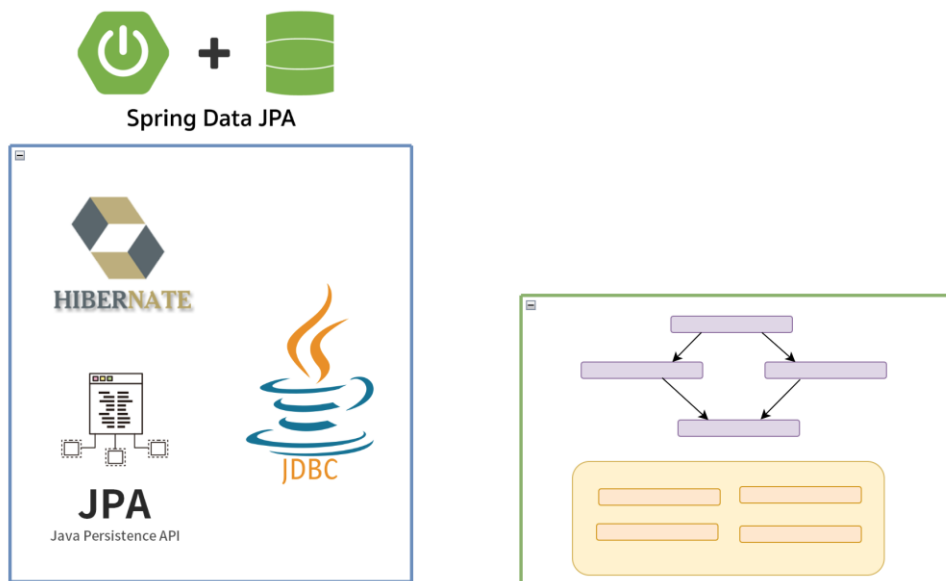 Spring Data JPA
HIBERNATE
JDBC
JPA
Java Persistence API